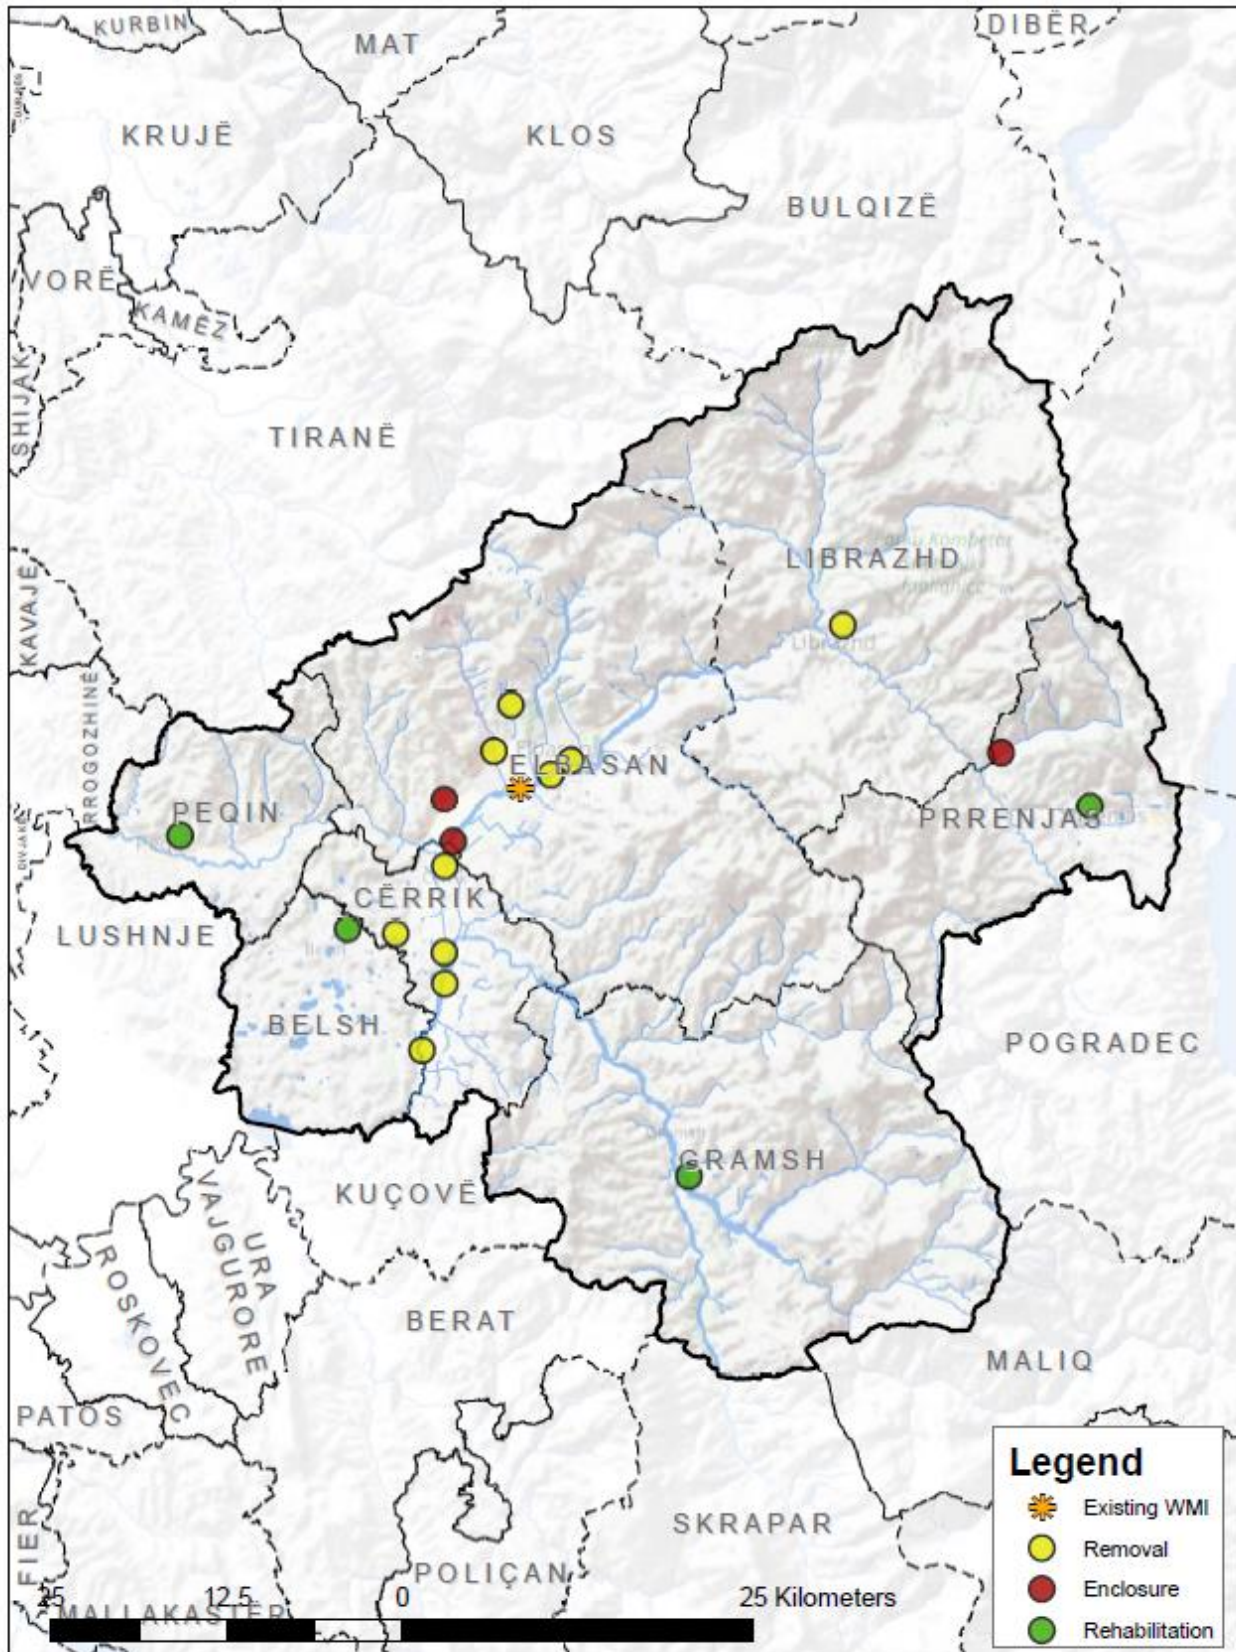 KURBIN
MAT
DIBËR
KRUJË
KLOS
BULQIZË
VORË
KAMËZ
SHIJAK
TIRANË
LIBRAZHD
Librazhd
KAVAJË
RROGOZHINË
ELBASAN
PEQIN
PRRENJAS
DIVJAKË
CËRRIK
LUSHNJE
BELSH
POGRADEC
GRAMSH
KUÇOVË
URA
VAJGURORE
ROSKOVEC
BERAT
MALIQ
PATOS
FIER
SKRAPAR
POLIÇAN
MALLAKASTËR
25 12.5 0 25 Kilometers
Legend
Existing WMI
Removal
Enclosure
Rehabilitation